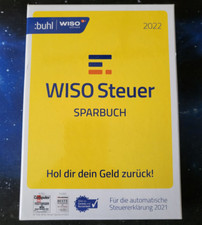 :buhl WISO 2022
WISO Steuer
SPARBUCH
Hol dir dein Geld zurück!
Für die automatische
Steuererklärung 2021